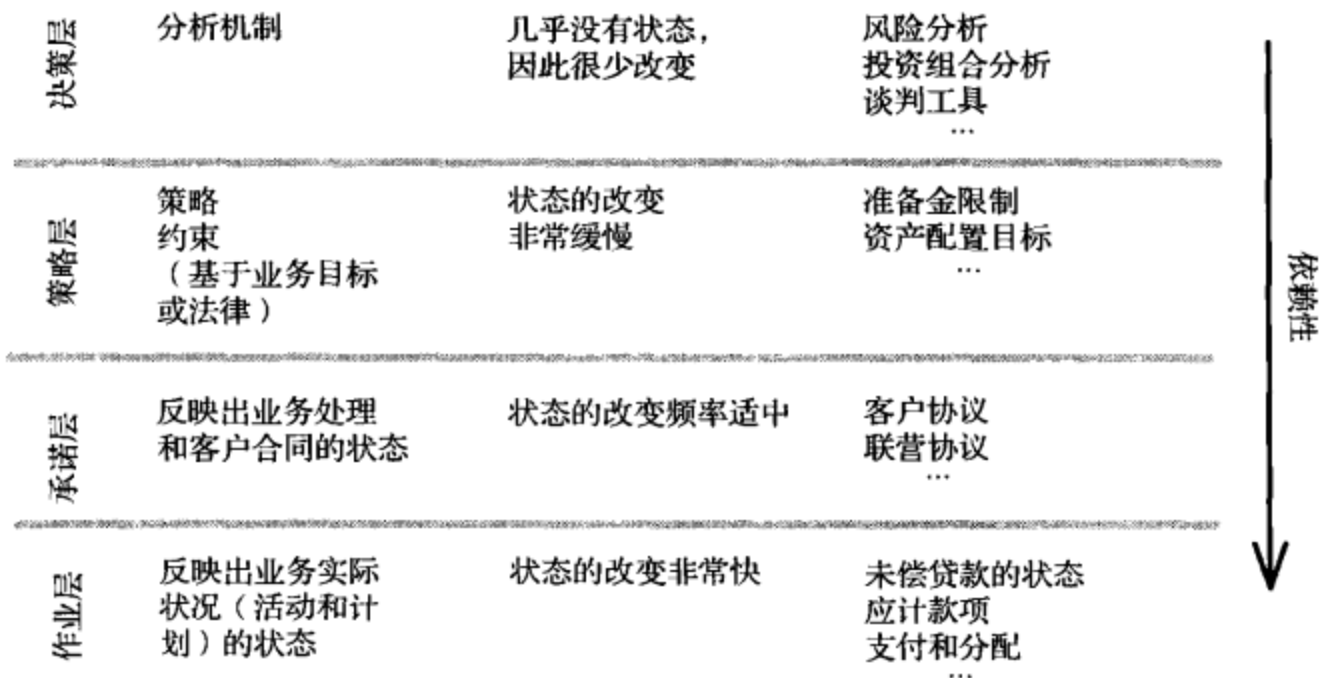 决策层
分析机制
几乎没有状态，
因此很少改变
风险分析
投资组合分析
谈判工具
…
策略层
策略
约束
（基于业务目标
或法律）
状态的改变
非常缓慢
准备金限制
资产配置目标
…
承诺层
反映出业务处理
和客户合同的状态
状态的改变频率适中
客户协议
联营协议
…
作业层
反映出业务实际
状况（活动和计
划）的状态
状态的改变非常快
未偿贷款的状态
应计款项
支付和分配
…
依赖性